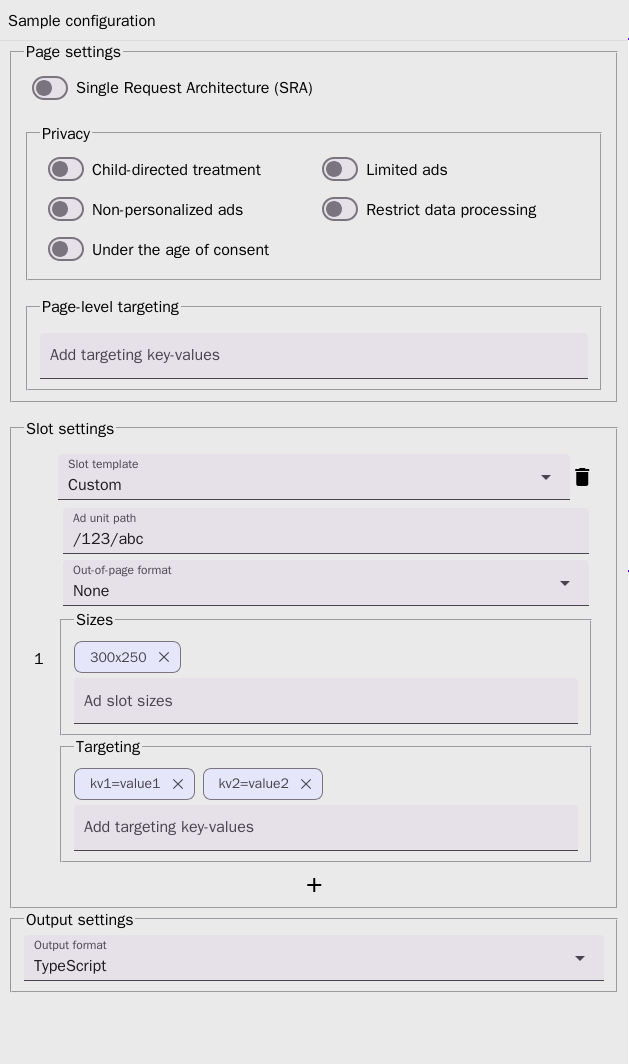 Sample configuration
Page settings
Single Request Architecture (SRA)
Privacy
Child-directed treatment
Limited ads
Non-personalized ads
Restrict data processing
Under the age of consent
Page-level targeting
Add targeting key-values
Slot settings
Slot template
Custom
Ad unit path
/123/abc
Out-of-page format
None
Sizes
1
300x250
Ad slot sizes
Targeting
kv1=value1
kv2=value2
Add targeting key-values
Output settings
Output format
TypeScript